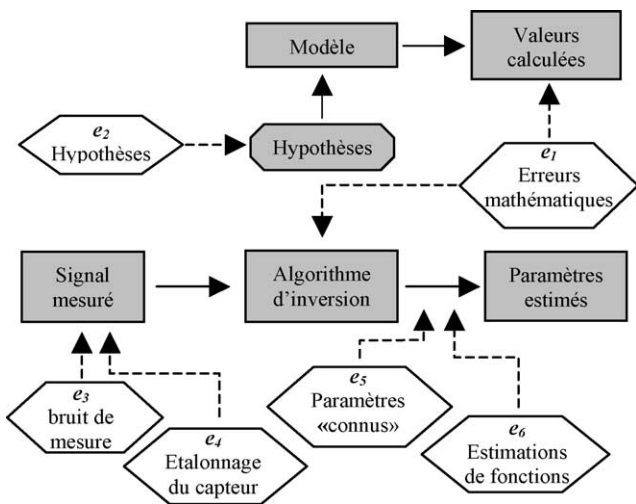 Modèle
Valeurs
calculées
e2
Hypothèses
Hypothèses
e1
Erreurs
mathématiques
Signal
mesuré
Algorithme
d'inversion
Paramètres
estimés
e3
bruit de
mesure
e4
Etalonnage
du capteur
e5
Paramètres
«connus»
e6
Estimations
de fonctions